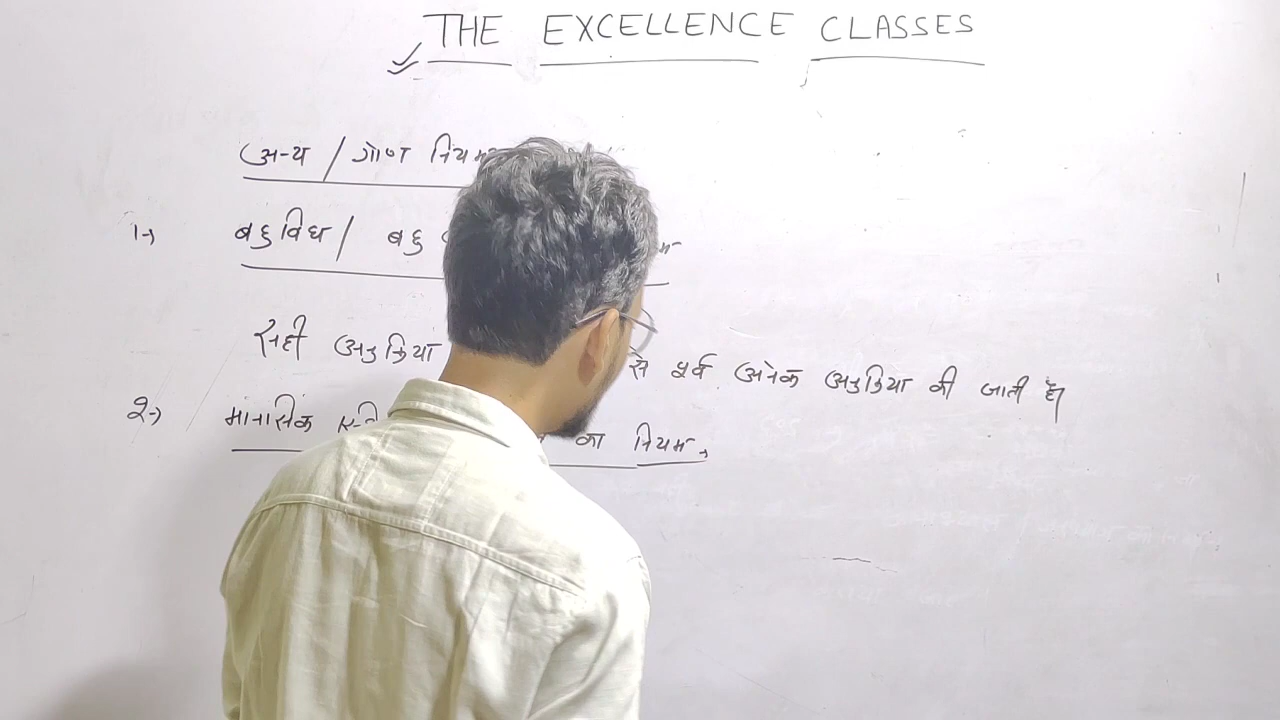 THE EXCELLENCE CLASSES
अन्य / गौण नियम
1→ बहुविध / बहु
सही अनुक्रिया से पूर्व अनेक अनुक्रिया की जाती है।
2→ मानसिक का नियम→